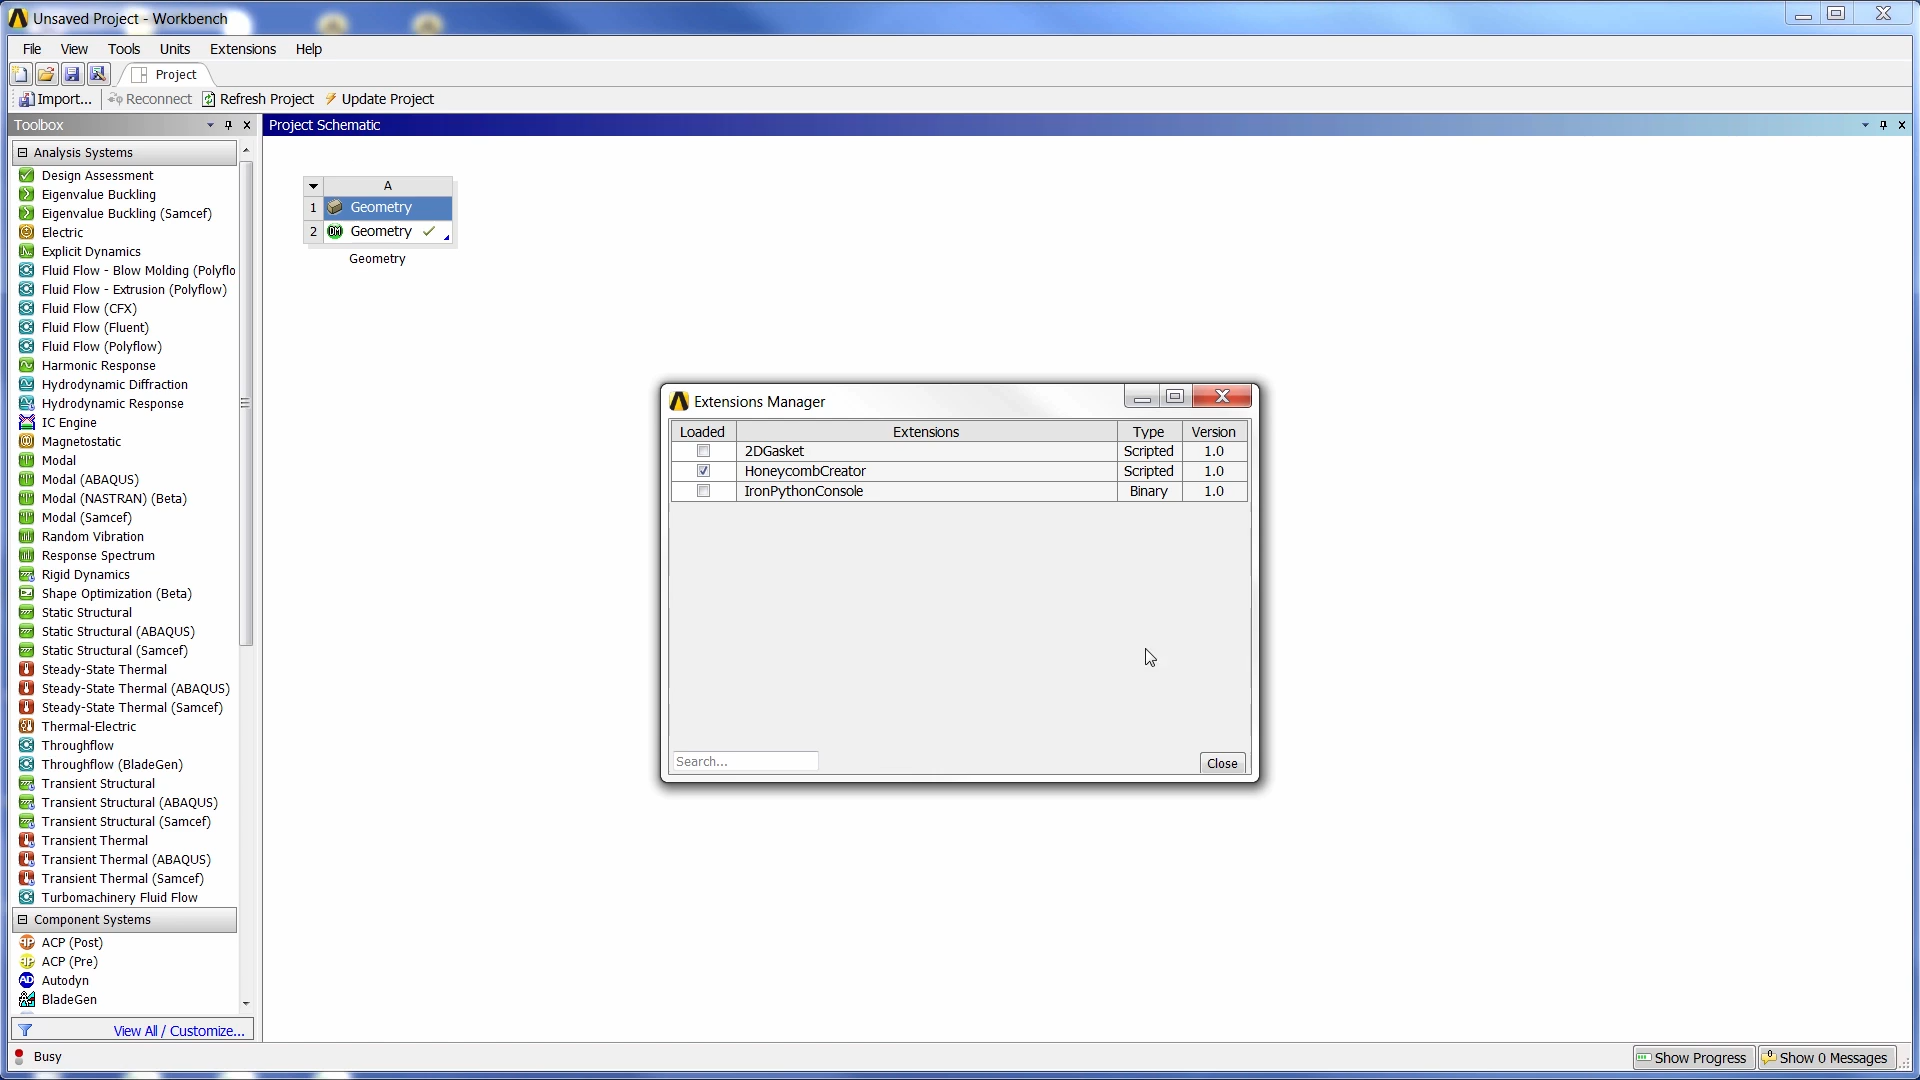 Unsaved Project - Workbench
File View Tools Units Extensions Help
Project
Import... Reconnect Refresh Project Update Project
Toolbox
Project Schematic
Analysis Systems
Design Assessment
Eigenvalue Buckling
Eigenvalue Buckling (Samcef)
Electric
Explicit Dynamics
Fluid Flow - Blow Molding (Polyflo
Fluid Flow - Extrusion (Polyflow)
Fluid Flow (CFX)
Fluid Flow (Fluent)
Fluid Flow (Polyflow)
Harmonic Response
Hydrodynamic Diffraction
Hydrodynamic Response
IC Engine
Magnetostatic
Modal
Modal (ABAQUS)
Modal (NASTRAN) (Beta)
Modal (Samcef)
Random Vibration
Response Spectrum
Rigid Dynamics
Shape Optimization (Beta)
Static Structural
Static Structural (ABAQUS)
Static Structural (Samcef)
Steady-State Thermal
Steady-State Thermal (ABAQUS)
Steady-State Thermal (Samcef)
Thermal-Electric
Throughflow
Throughflow (BladeGen)
Transient Structural
Transient Structural (ABAQUS)
Transient Structural (Samcef)
Transient Thermal
Transient Thermal (ABAQUS)
Transient Thermal (Samcef)
Turbomachinery Fluid Flow
Component Systems
ACP (Post)
ACP (Pre)
Autodyn
BladeGen
View All / Customize...
A
1 Geometry
2 DM Geometry
Geometry
Extensions Manager
Loaded Extensions Type Version
2DGasket Scripted 1.0
HoneycombCreator Scripted 1.0
IronPythonConsole Binary 1.0
Search...
Close
Busy
Show Progress
Show 0 Messages